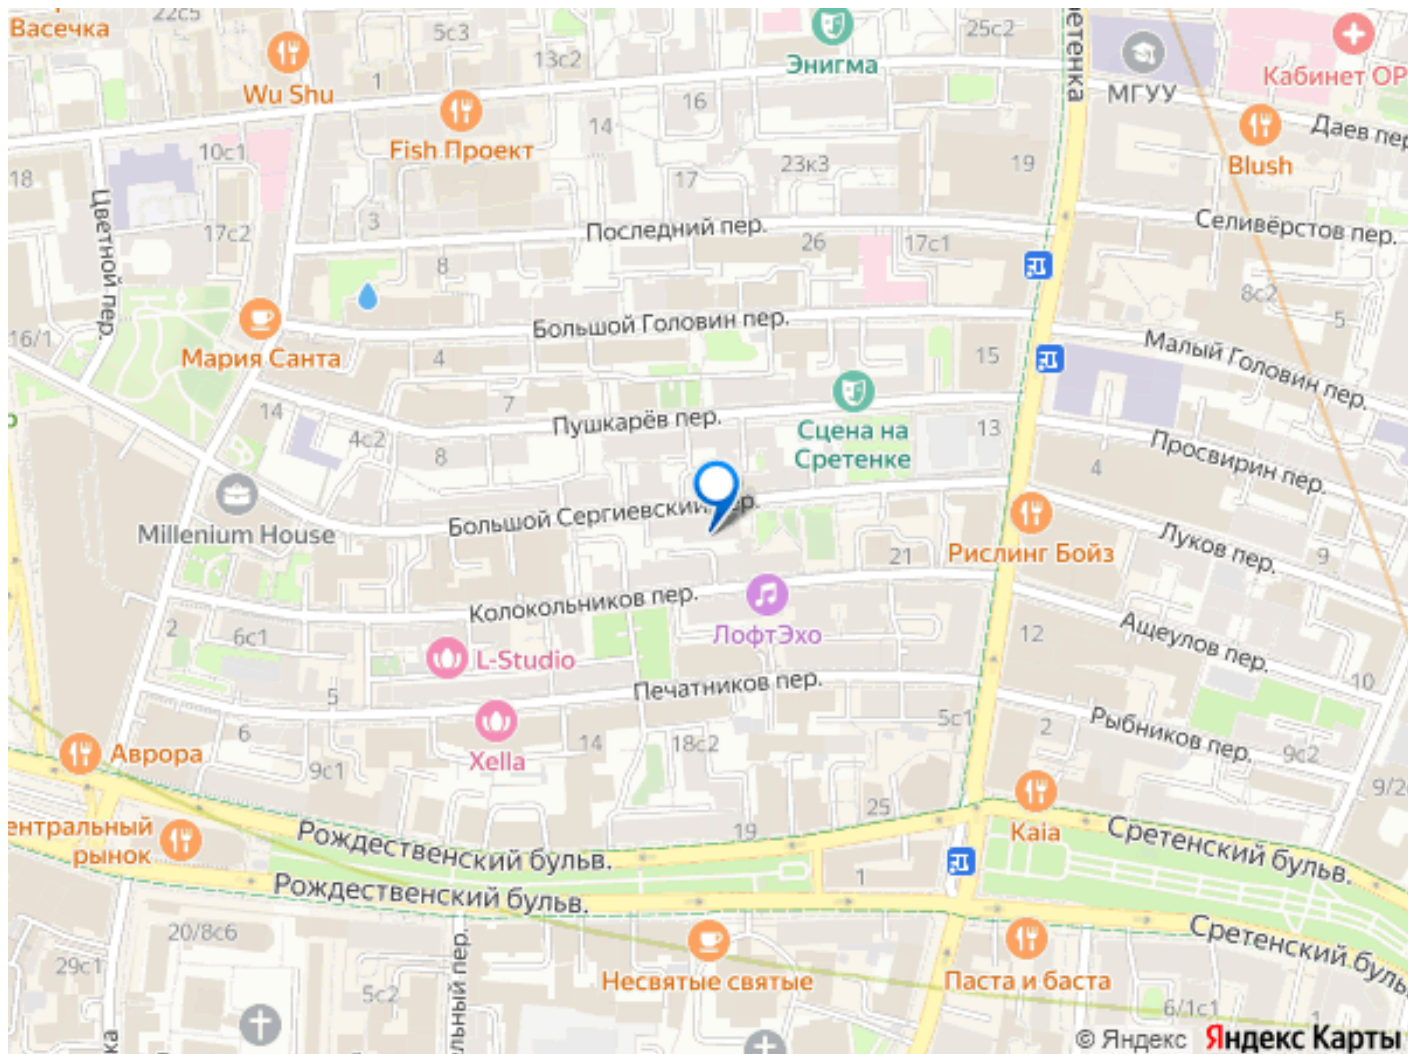 Васечка
22с5
5с3
13с2
25с2
Энигма
етенка
МГУУ
Кабинет ОР
Wu Shu
1
Fish Проект
16
14
Blush
Даев пер
10с1
18
Цветной пер.
17
23к3
19
3
17с2
Последний пер.
26
17с1
Селивёрстов пер.
8
8с2
5
16/1
Мария Санта
Большой Головин пер.
4
15
Малый Головин пер.
14
7
4с2
8
Пушкарёв пер.
Сцена на
Сретенке
13
4
Просвирин пер.
Millenium House
Большой Сергиевский пер.
Рислинг Бойз
21
Луков пер.
9
Колокольников пер.
2
6с1
L-Studio
ЛофтЭхо
12
Ащеулов пер.
10
Печатников пер.
5
Xella
6
9с1
14
18с2
5с1
2
Рыбников пер.
9с2
9/2
Аврора
ентральный
рынок
Рождественский бульв.
19
25
Kaia
Сретенский бульв.
Рождественский бульв.
1
20/8с6
29с1
5с2
льный пер.
ка
Несвятые святые
Паста и баста
Сретенский буль
6/1с1
1
© Яндекс Яндекс Карты